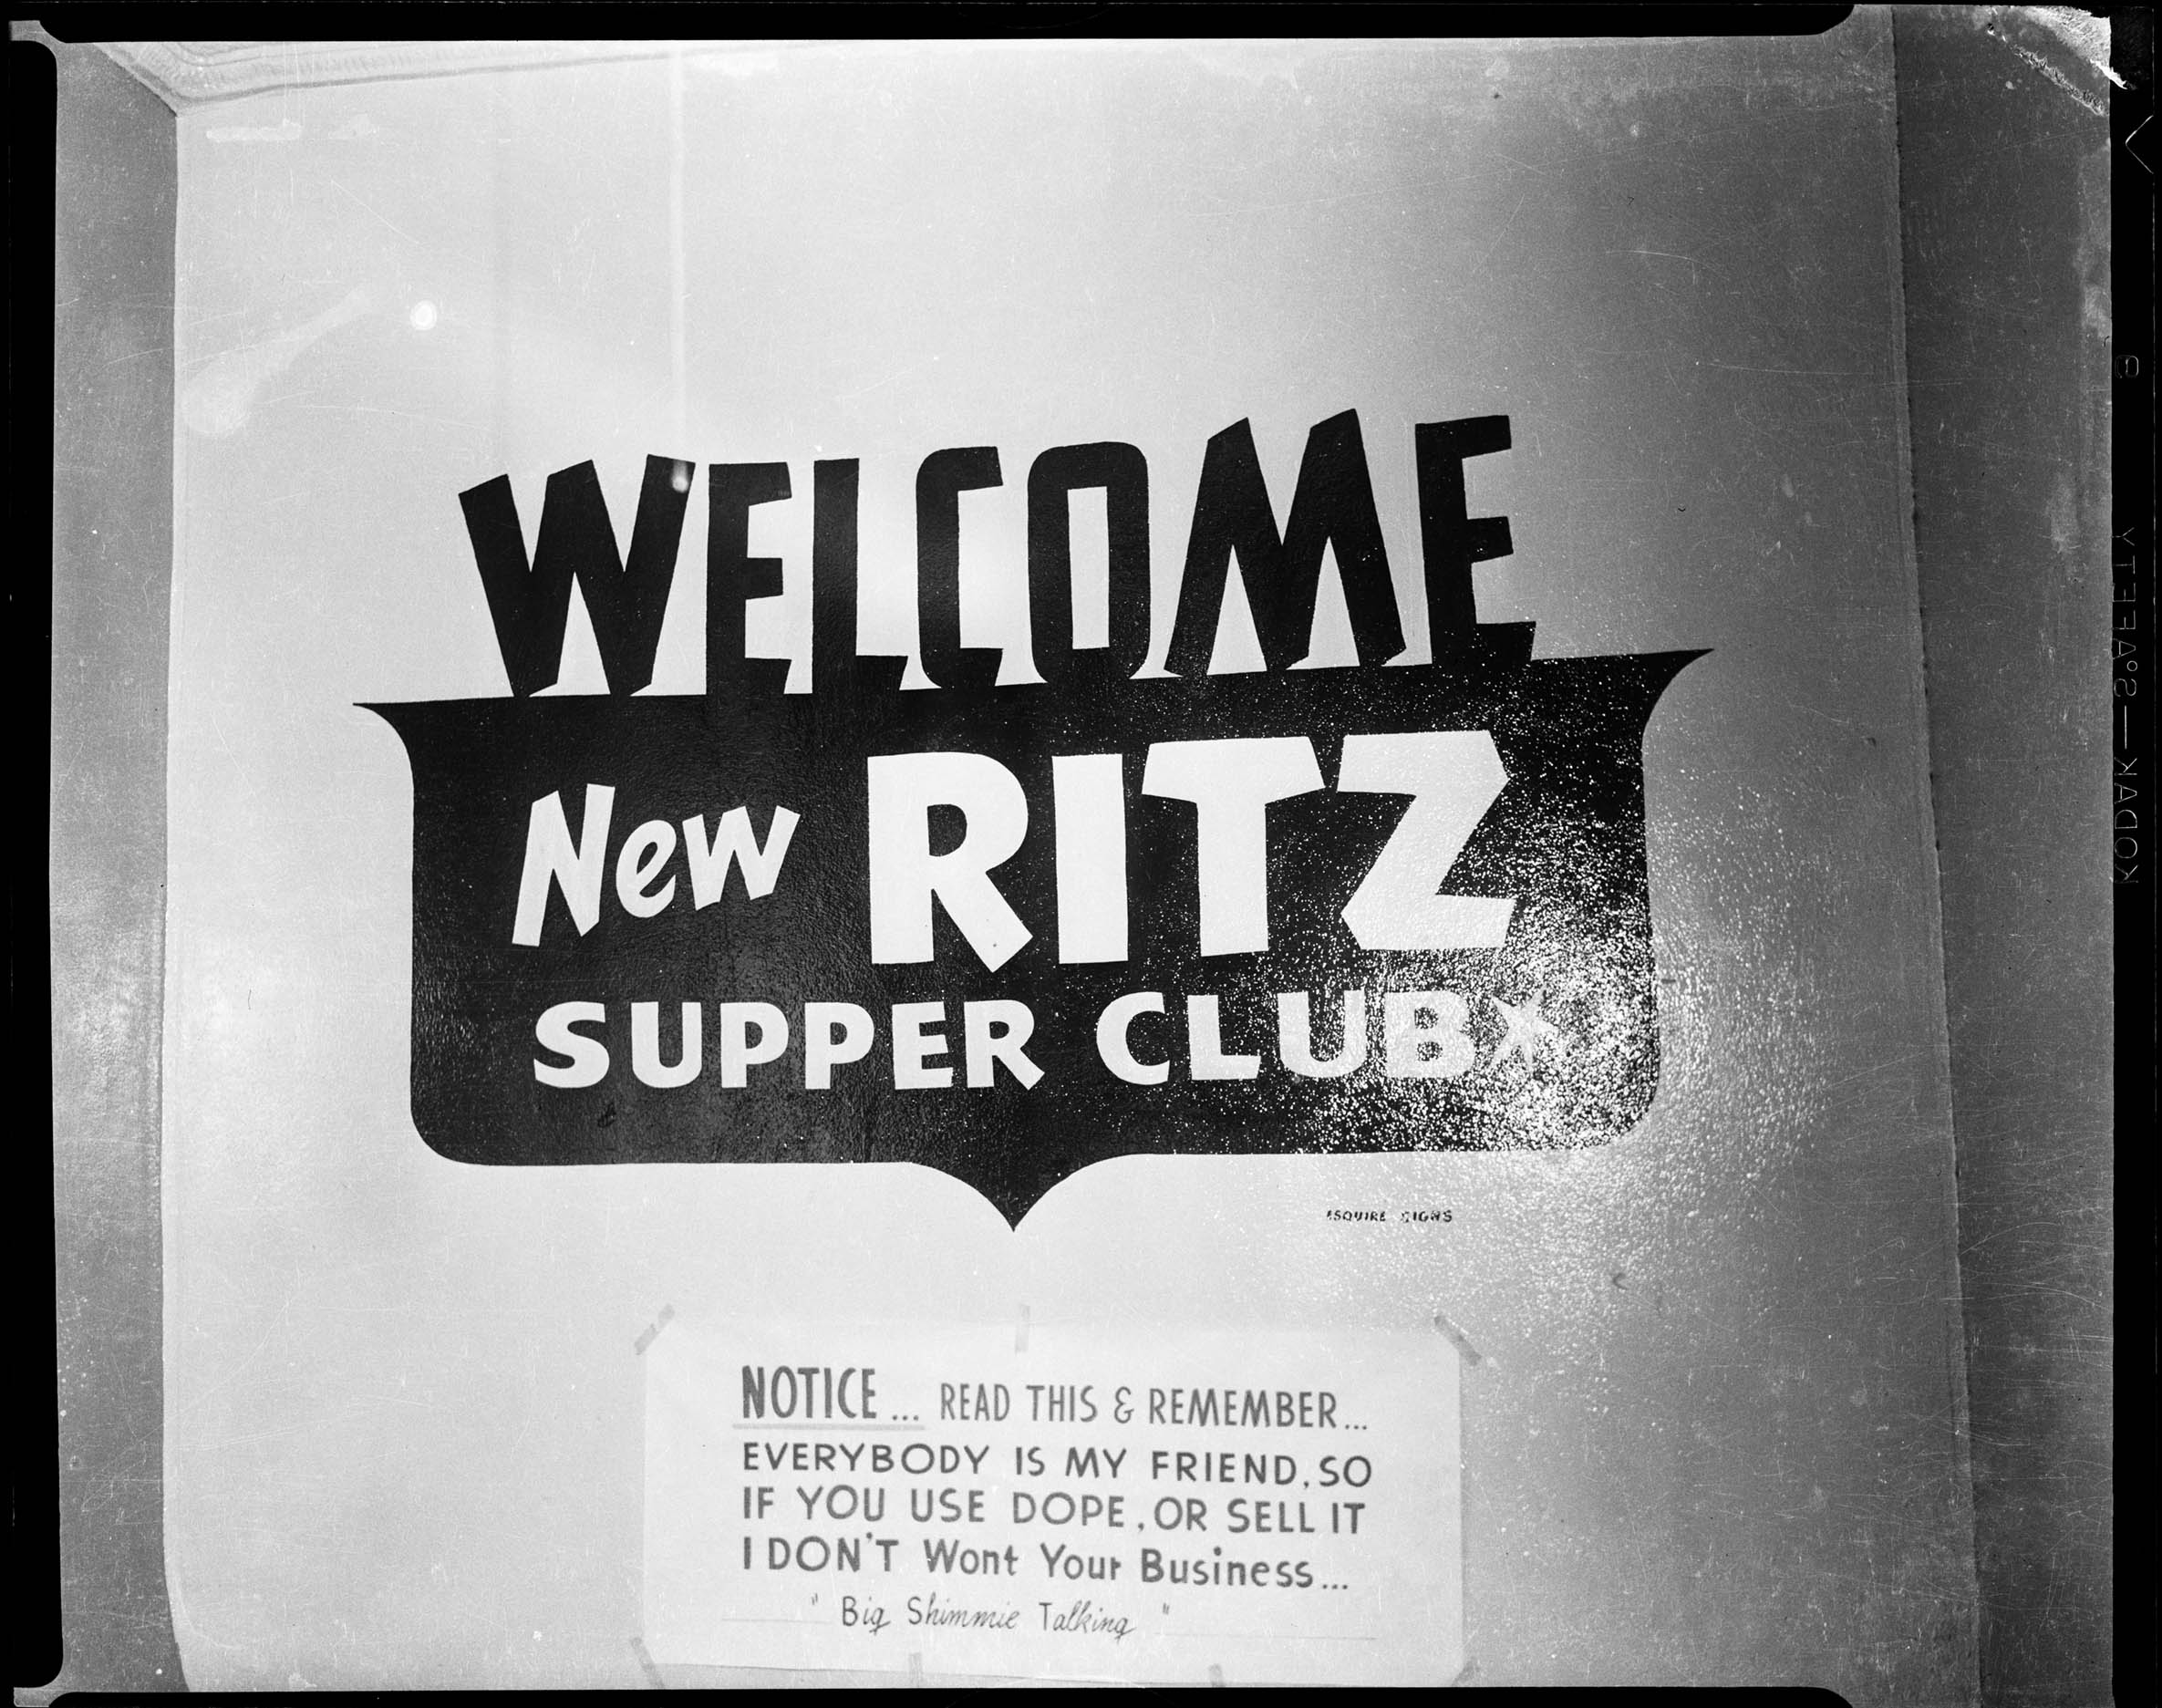 WELCOME
New RITZ
SUPPER CLUB
ESQUIRE SIGNS
NOTICE... READ THIS & REMEMBER...
EVERYBODY IS MY FRIEND, SO
IF YOU USE DOPE, OR SELL IT
I DON'T Wont Your Business...
" Big Shimmie Talking "
8
KODAK—SAFETY